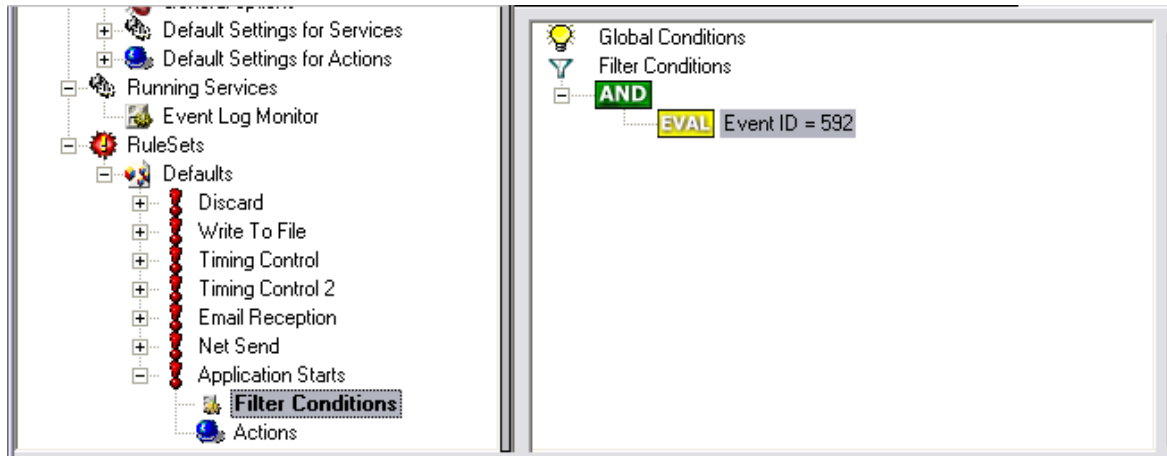 General options
Default Settings for Services
Default Settings for Actions
Running Services
Event Log Monitor
RuleSets
Defaults
Discard
Write To File
Timing Control
Timing Control 2
Email Reception
Net Send
Application Starts
Filter Conditions
Actions
Global Conditions
Filter Conditions
AND
EVAL Event ID = 592